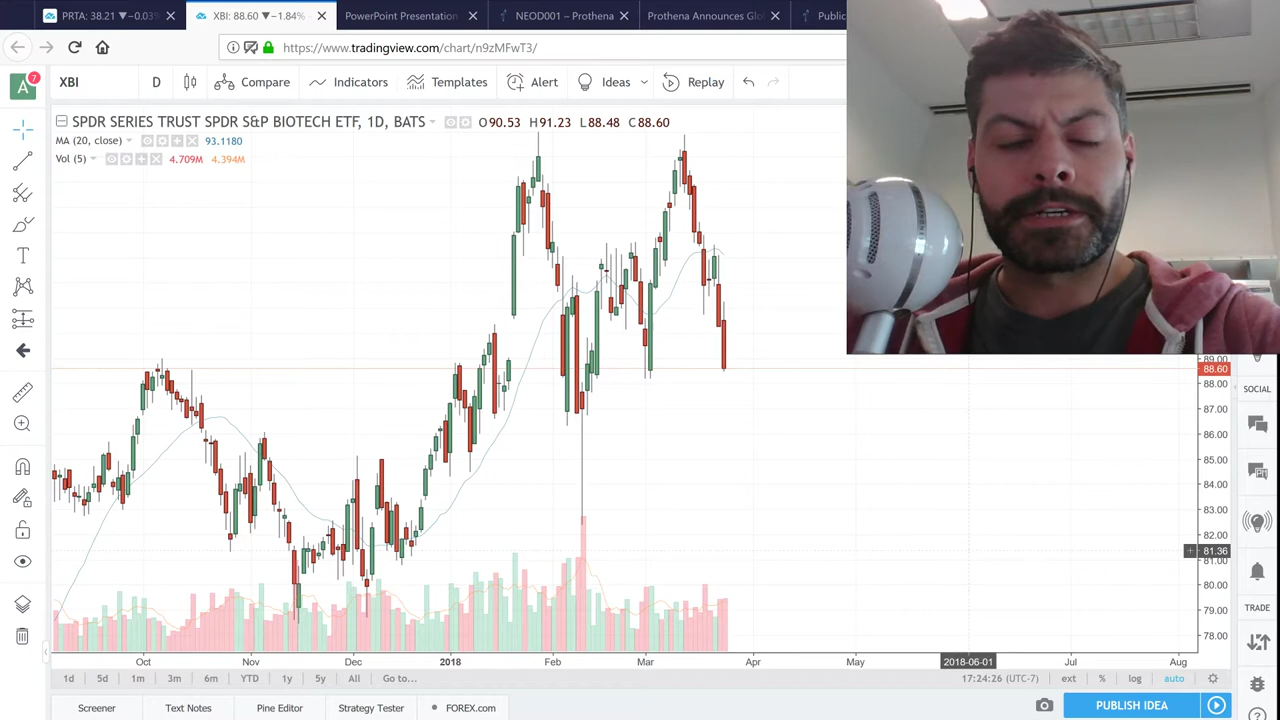 PRTA: 38.21 ▼−0.03%
XBI: 88.60 ▼−1.84%
PowerPoint Presentation
NEOD001 – Prothena
Prothena Announces Glo
Public
https://www.tradingview.com/chart/n9zMFwT3/
A
7
XBI
D
Compare
Indicators
Templates
Alert
Ideas
Replay
SPDR SERIES TRUST SPDR S&P BIOTECH ETF, 1D, BATS
O90.53 H91.23 L88.48 C88.60
MA (20, close) 93.1180
Vol (5) 4.709M 4.394M
89.00
88.60
88.00
87.00
86.00
85.00
84.00
83.00
82.00
81.36
81.00
80.00
79.00
78.00
SOCIAL
TRADE
Oct Nov Dec 2018 Feb Mar Apr May 2018-06-01 Jul Aug
1d 5d 1m 3m 6m YTD 1y 5y All Go to... 17:24:26 (UTC-7) ext % log auto
Screener Text Notes Pine Editor Strategy Tester FOREX.com PUBLISH IDEA